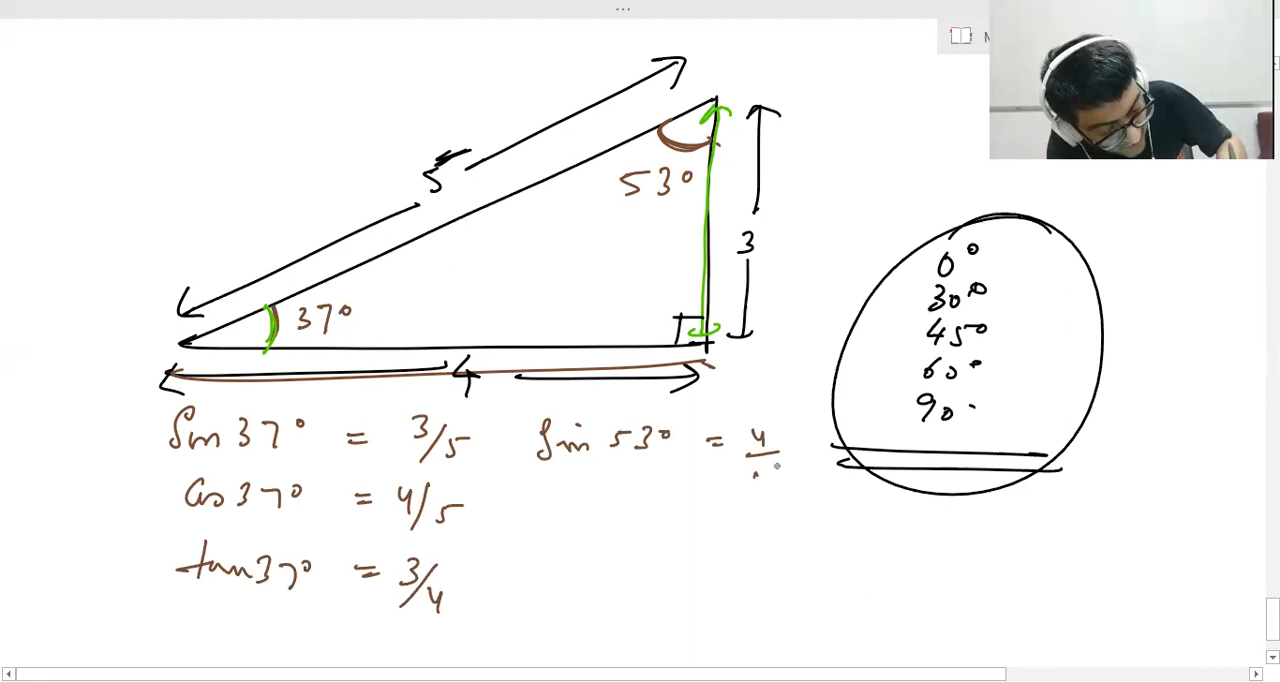 ...
M
5
53°
3
37°
4
0°
30°
45°
60°
90
Sin 37° = 3/5
Sin 53° = 4/
Cos 37° = 4/5
tan 37° = 3/4